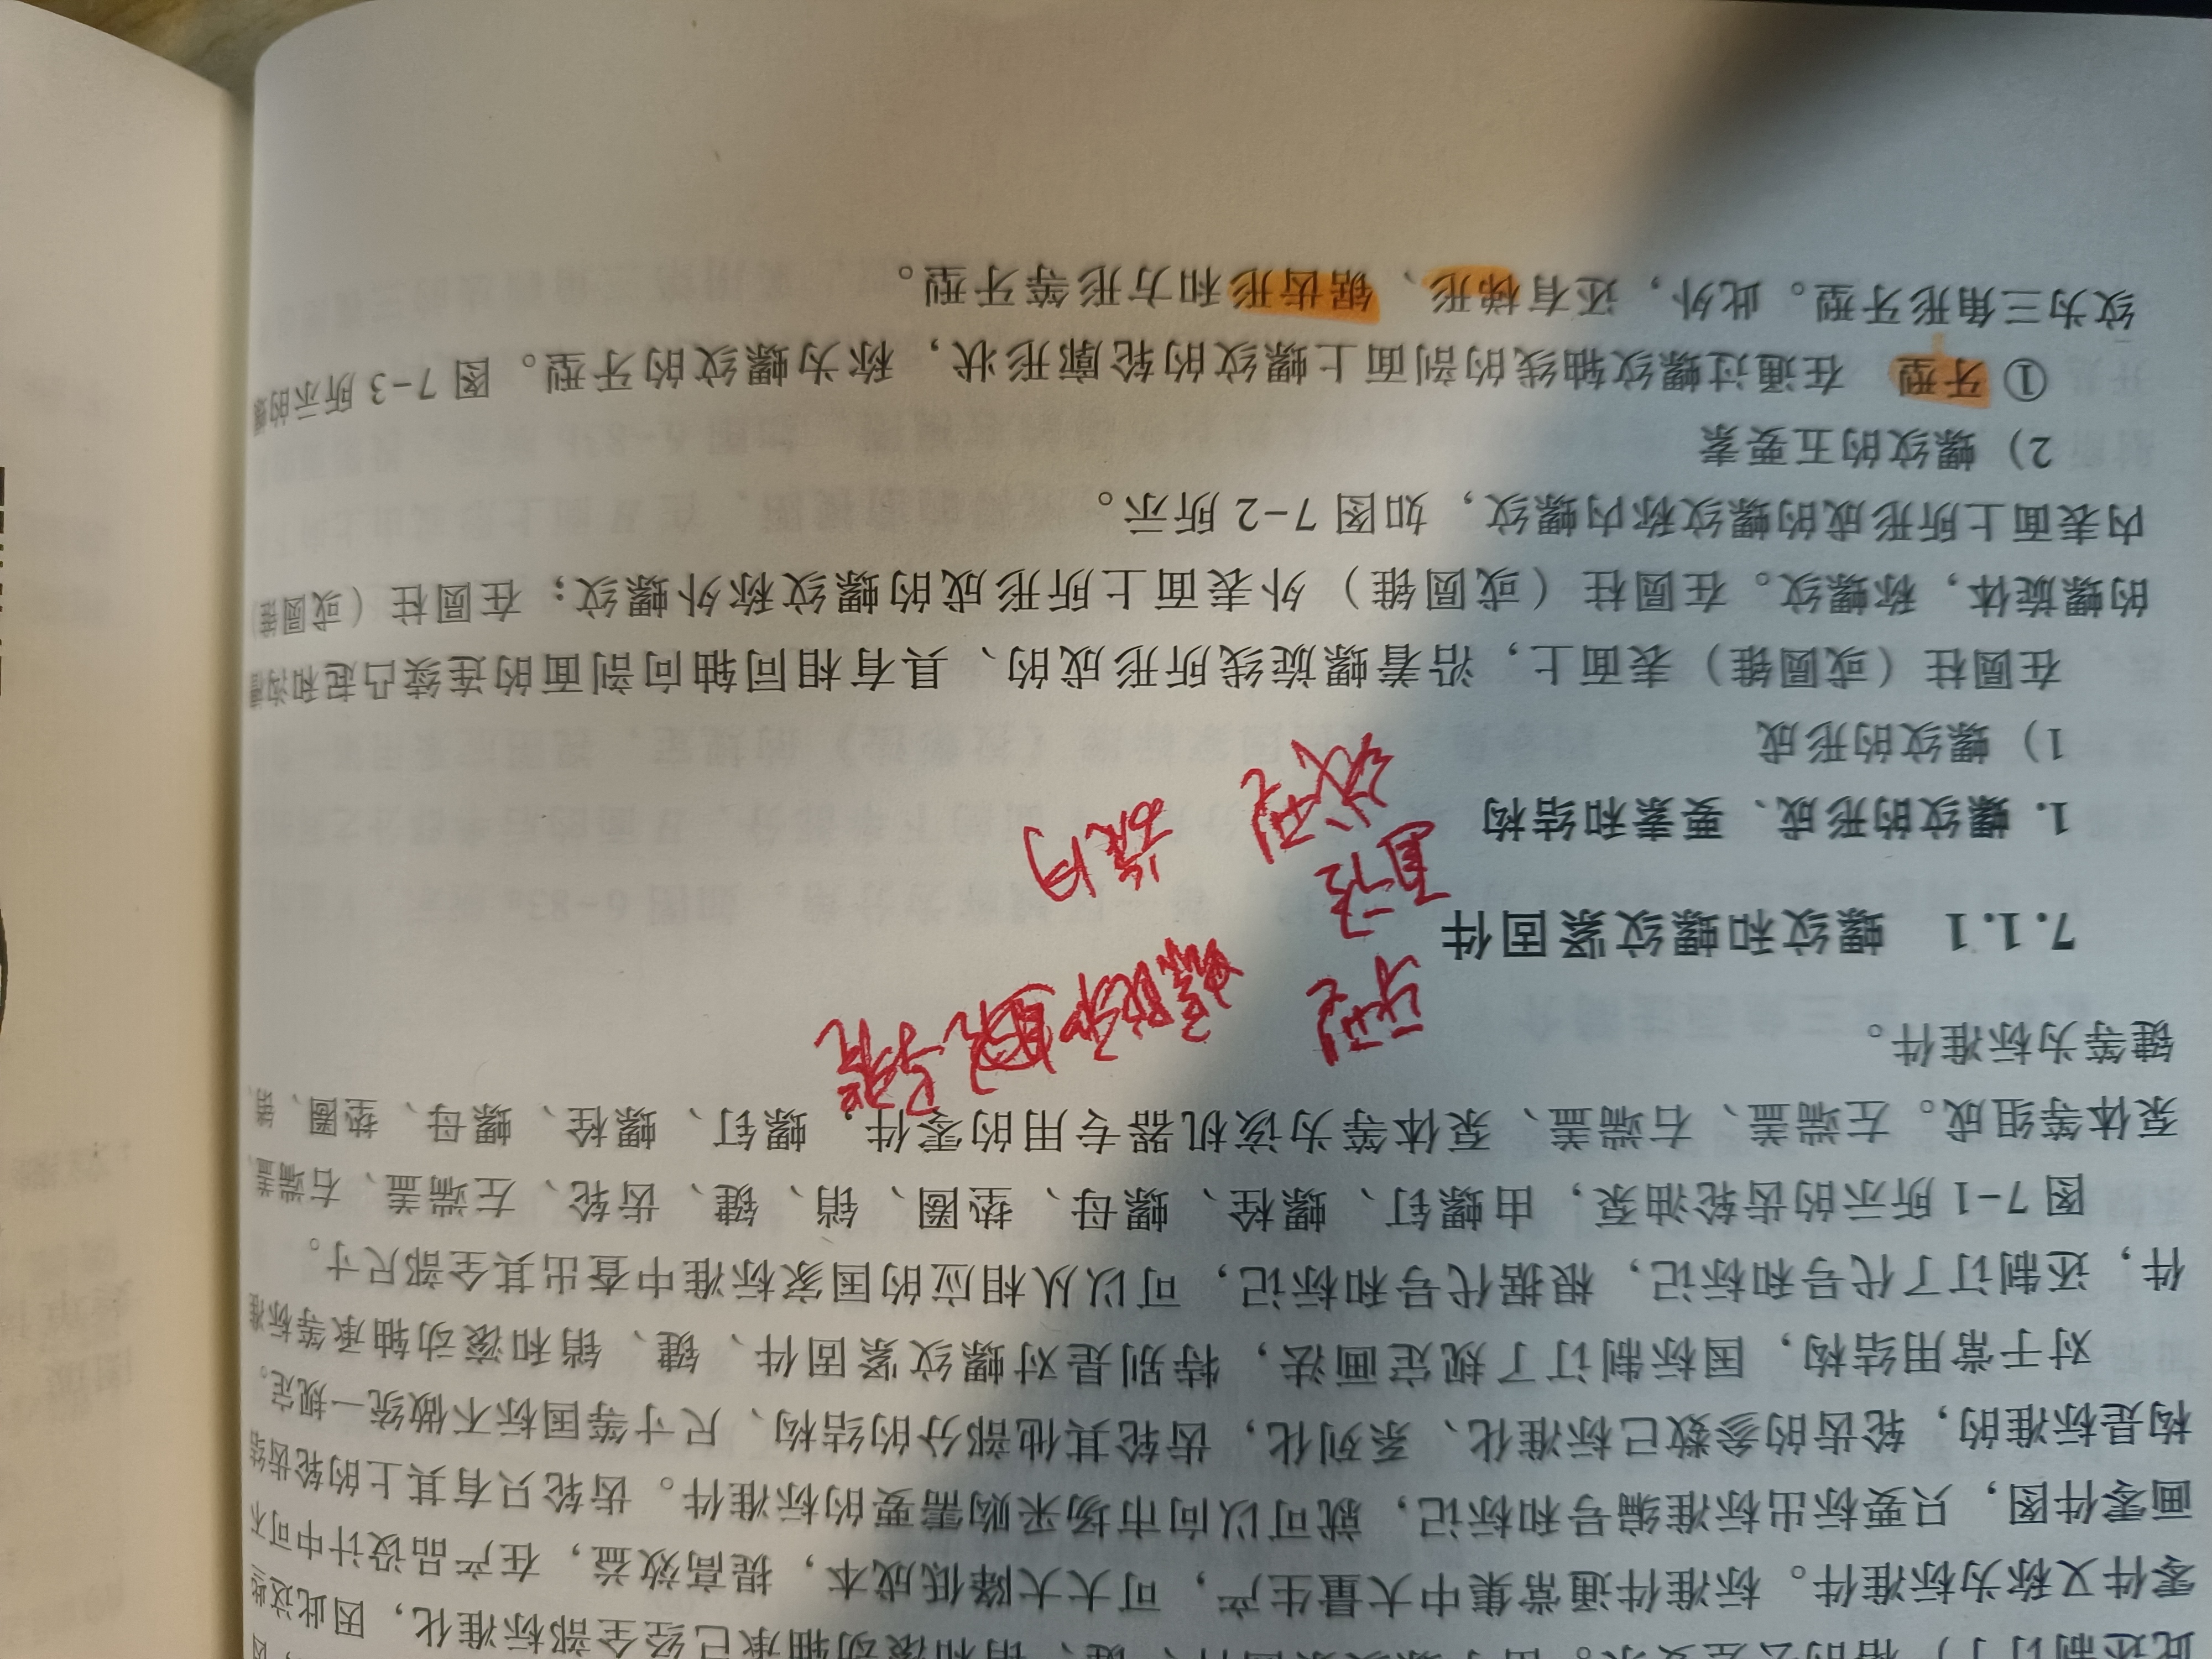 此还制订了严格的公差要求。由于螺纹紧固件、键、销和滚动轴承已经全部标准化，因此这些
零件又称为标准件。标准件通常集中大量生产，可大大降低成本，提高效益，在产品设计中可不
画零件图，只要标出标准编号和标记，就可以向市场采购需要的标准件。齿轮只有其上的轮齿结
构是标准的，轮齿的参数已标准化、系列化，齿轮其他部分的结构、尺寸等国标不做统一规定。
对于常用结构，国标制订了规定画法，特别是对螺纹紧固件、键、销和滚动轴承等标准
件，还制订了代号和标记，根据代号和标记，可以从相应的国家标准中查出其全部尺寸。
图 7-1 所示的齿轮油泵，由螺钉、螺栓、螺母、垫圈、销、键、齿轮、左端盖、右端盖、
泵体等组成。左端盖、右端盖、泵体等为该机器专用的零件，螺钉、螺栓、螺母、垫圈、销、
键等为标准件。
牙型 螺距和导程
7.1.1 螺纹和螺纹紧固件
直径
线型 旋向
1. 螺纹的形成、要素和结构
1）螺纹的形成
在圆柱（或圆锥）表面上，沿着螺旋线所形成的、具有相同轴向剖面的连续凸起和沟槽
的螺旋体，称螺纹。在圆柱（或圆锥）外表面上所形成的螺纹称外螺纹；在圆柱（或圆锥）
内表面上所形成的螺纹称内螺纹，如图 7-2 所示。
2）螺纹的五要素
① 牙型 在通过螺纹轴线的剖面上螺纹的轮廓形状，称为螺纹的牙型。图 7-3 所示的螺
纹为三角形牙型。此外，还有梯形、锯齿形和方形等牙型。